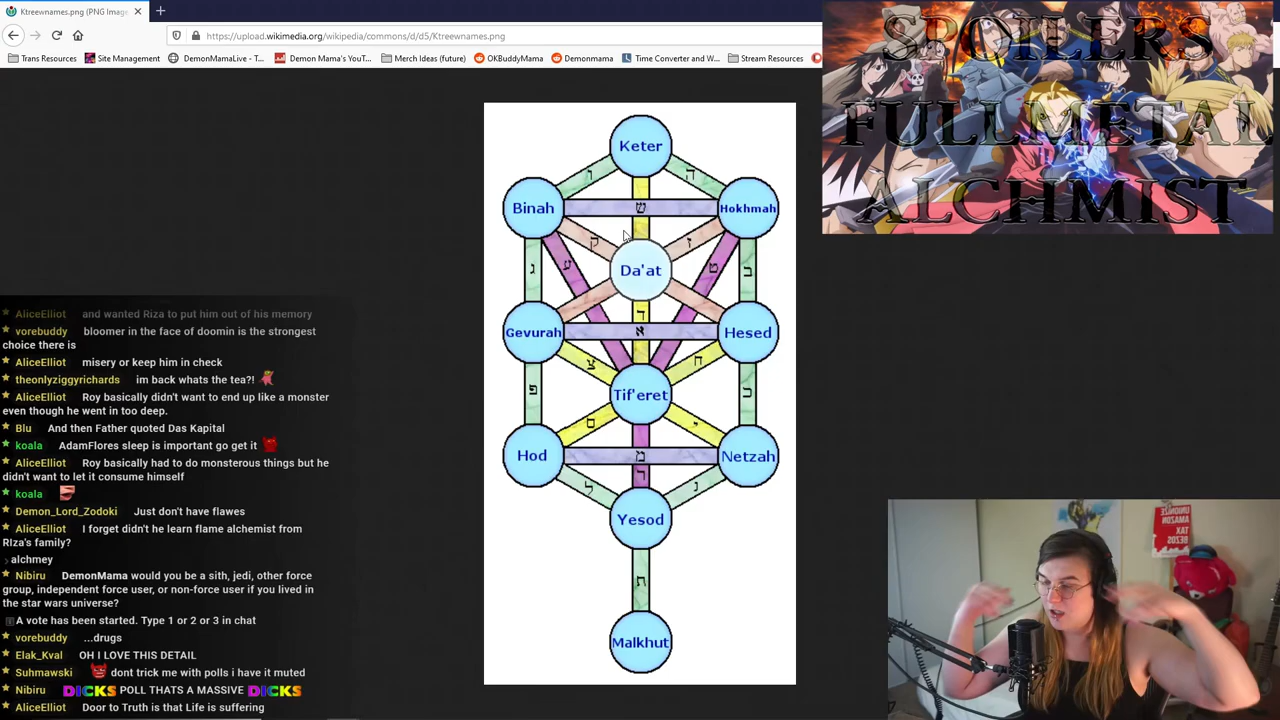 Ktreewnames.png (PNG Imag
https://upload.wikimedia.org/wikipedia/commons/d/d5/Ktreewnames.png
Trans Resources
Site Management
DemonMamaLive - T...
Demon Mama's YouT...
Merch Ideas (future)
OKBuddyMama
Demonmama
Time Converter and W...
Stream Resources
SPOILERS
FULLMETAL
ALCHMIST
Keter
ו
ה
Binah
ש
Hokhmah
ק
ז
Da'at
ג
ע
ט
ב
ד
Gevurah
א
Hesed
צ
ח
פ
Tif'eret
כ
ס
י
Hod
מ
Netzah
ר
ל
נ
Yesod
ת
Malkhut
AliceElliot and wanted Riza to put him out of his memory
vorebuddy bloomer in the face of doomin is the strongest
choice there is
AliceElliot misery or keep him in check
theonlyziggyrichards im back whats the tea?!
AliceElliot Roy basically didn't want to end up like a monster
even though he went in too deep.
Blu And then Father quoted Das Kapital
koala AdamFlores sleep is important go get it
AliceElliot Roy basically had to do monsterous things but he
didn't want to let it consume himself
koala
Demon_Lord_Zodoki Just don't have flawes
AliceElliot I forget didn't he learn flame alchemist from
RIza's family?
alchmey
Nibiru DemonMama would you be a sith, jedi, other force
group, independent force user, or non-force user if you lived in
the star wars universe?
A vote has been started. Type 1 or 2 or 3 in chat
vorebuddy ...drugs
Elak_Kval OH I LOVE THIS DETAIL
Suhmawski dont trick me with polls i have it muted
Nibiru DICKS POLL THATS A MASSIVE DICKS
AliceElliot Door to Truth is that Life is suffering
UNIONIZE
AMAZON
TAX
BEZOS